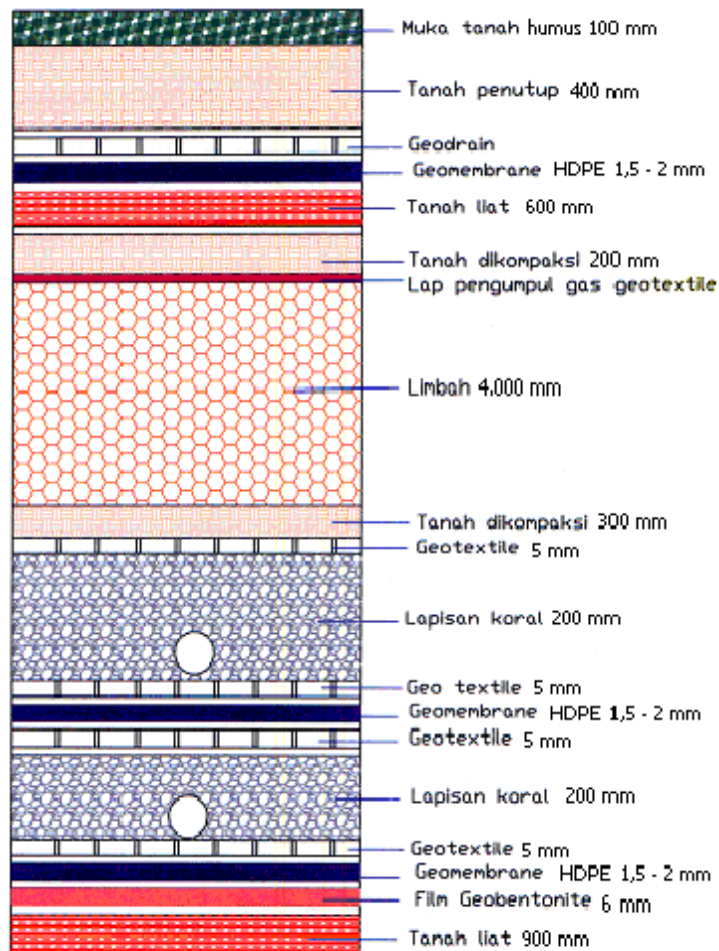 Muka tanah humus 100 mm
Tanah penutup 400 mm
Geodrain
Geomembrane HDPE 1,5 - 2 mm
Tanah liat 600 mm
Tanah dikompaksi 200 mm
Lap pengumpul gas geotextile
Limbah 4.000 mm
Tanah dikompaksi 300 mm
Geotextile 5 mm
Lapisan koral 200 mm
Geo textile 5 mm
Geomembrane HDPE 1,5 - 2 mm
Geotextile 5 mm
Lapisan koral 200 mm
Geotextile 5 mm
Geomembrane HDPE 1,5 - 2 mm
Film Geobentonite 6 mm
Tanah liat 900 mm